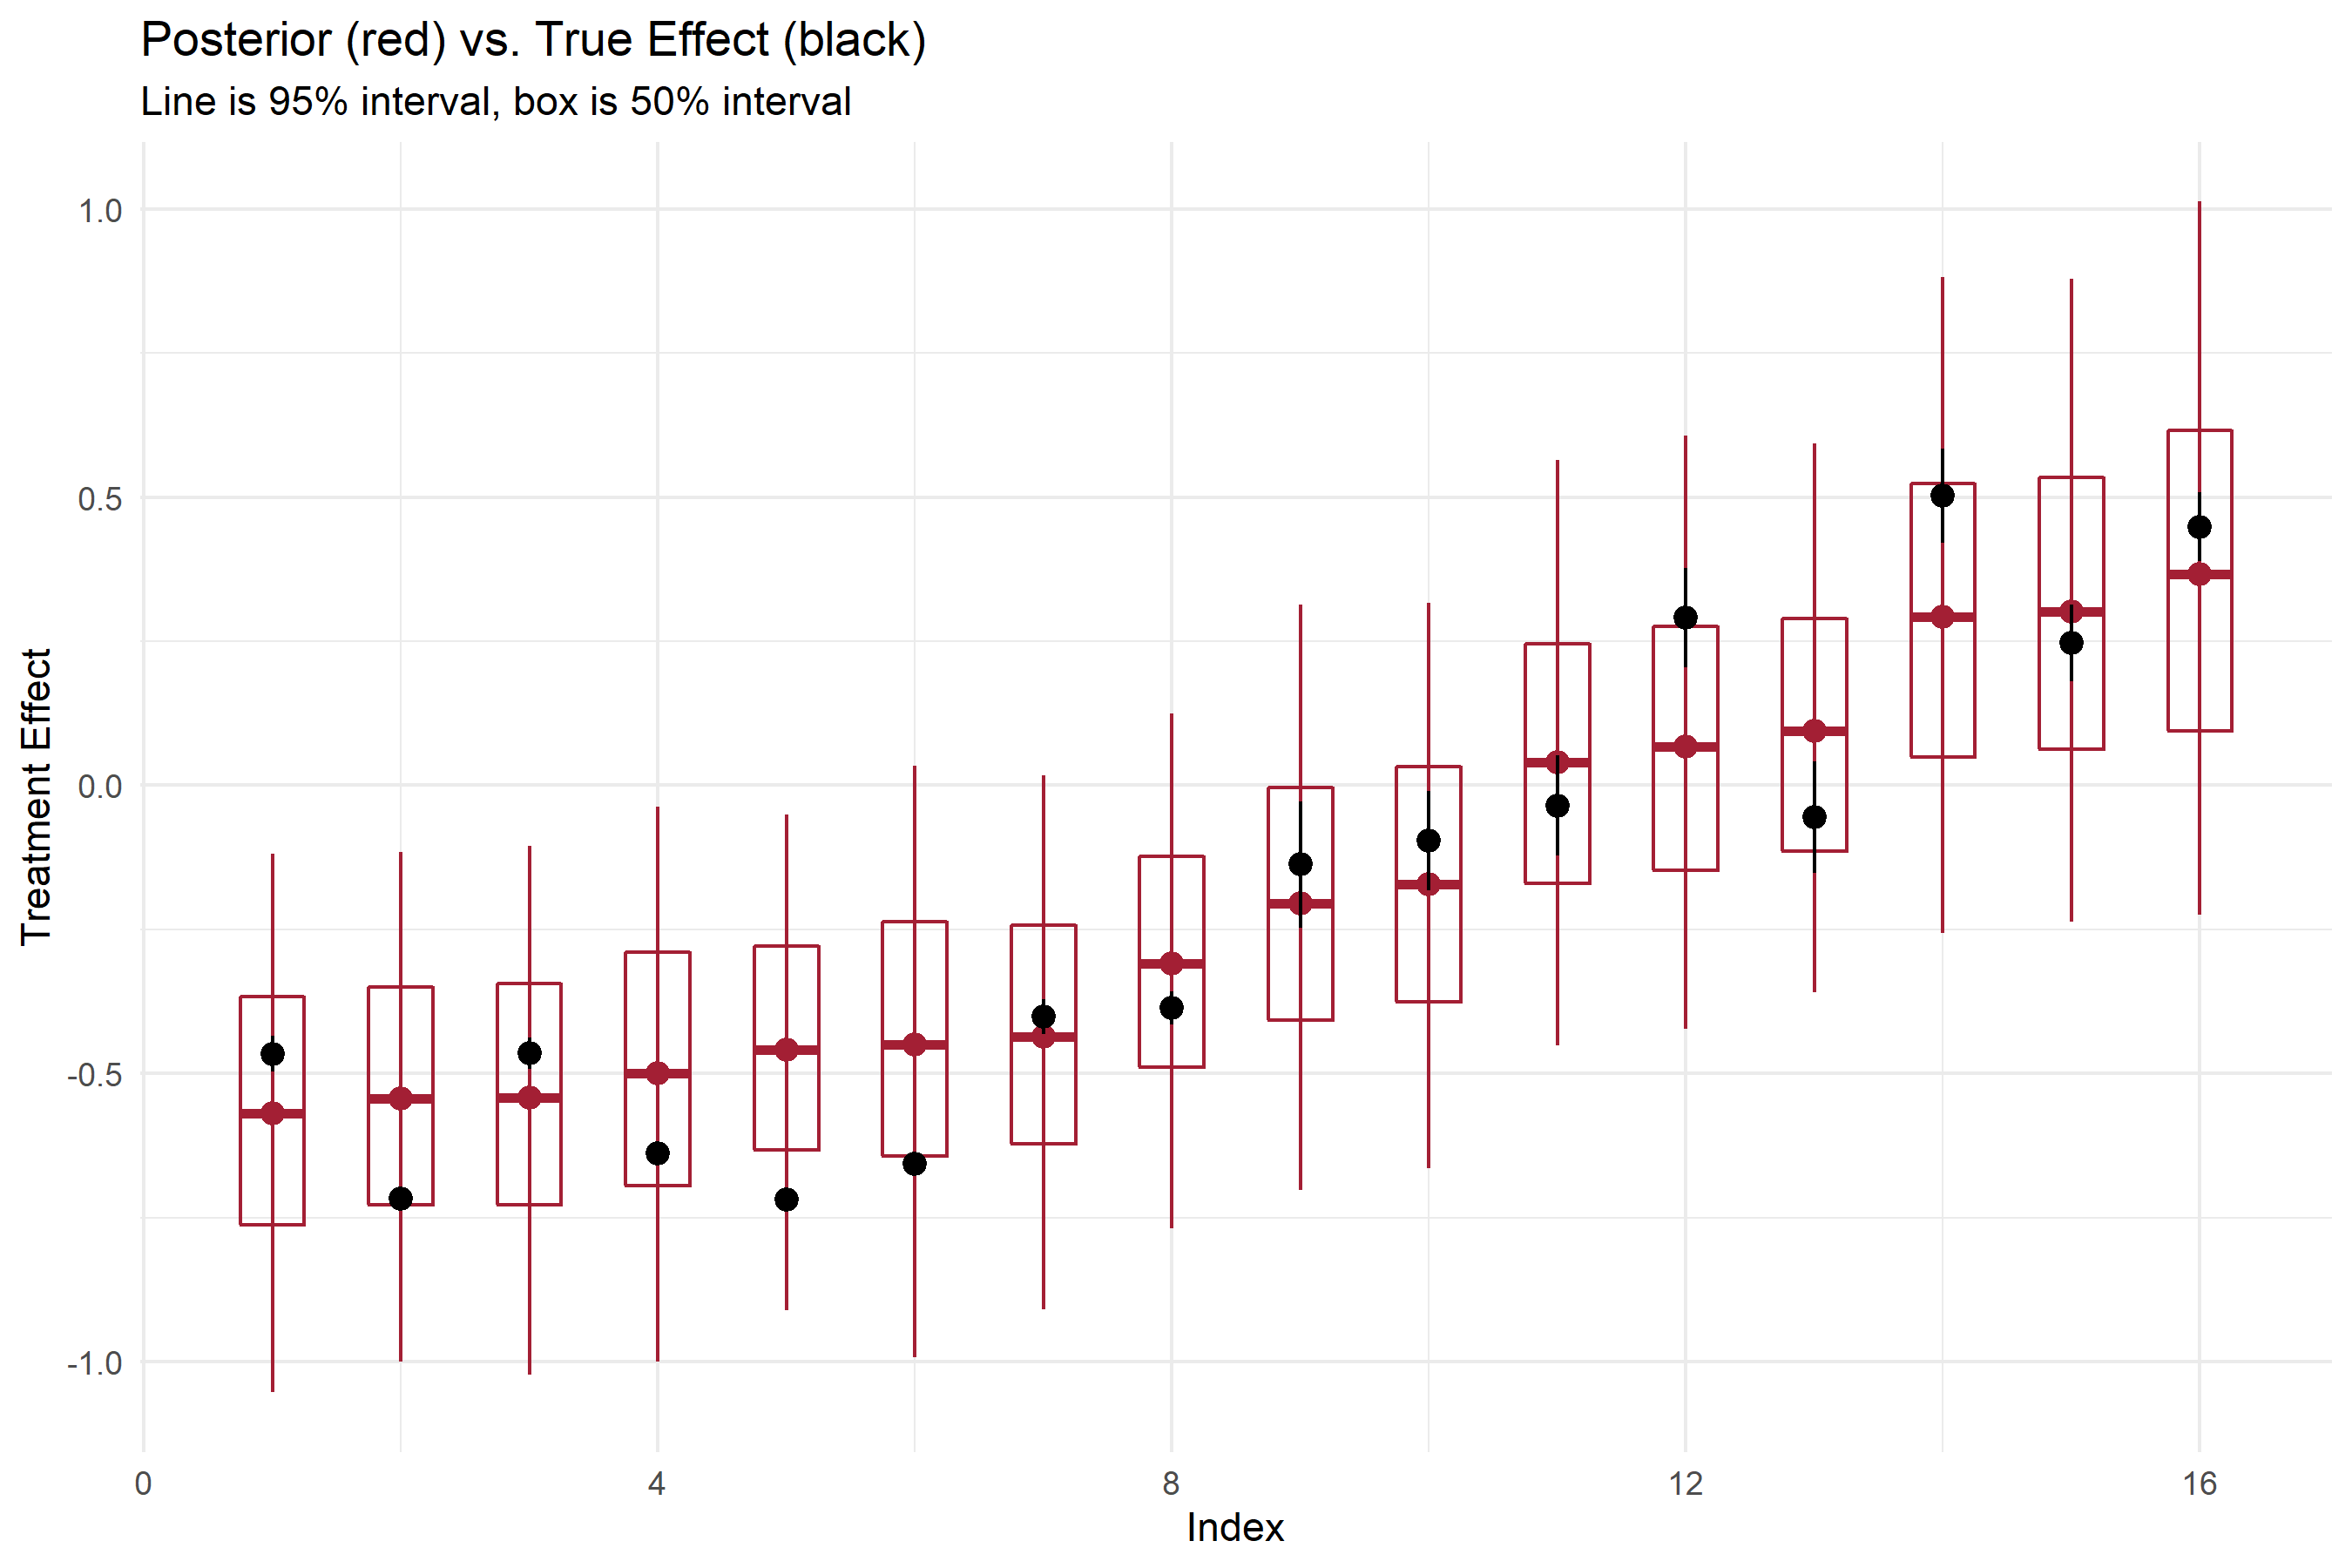 Posterior (red) vs. True Effect (black)
Line is 95% interval, box is 50% interval
1.0
0.5
0.0
-0.5
-1.0
Treatment Effect
0 4 8 12 16
Index